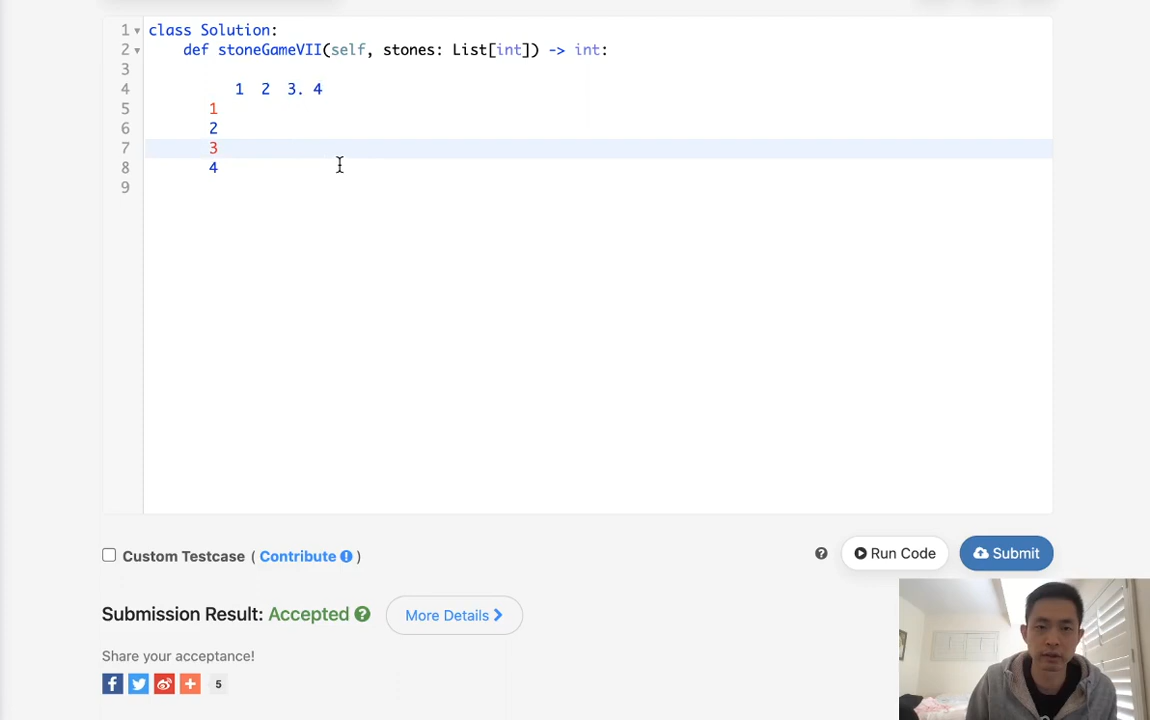 1 class Solution:
2 def stoneGameVII(self, stones: List[int]) -> int:
3
4 1 2 3. 4
5 1
6 2
7 3
8 4
9
Custom Testcase ( Contribute )
? Run Code Submit
Submission Result: Accepted ? More Details
Share your acceptance!
5